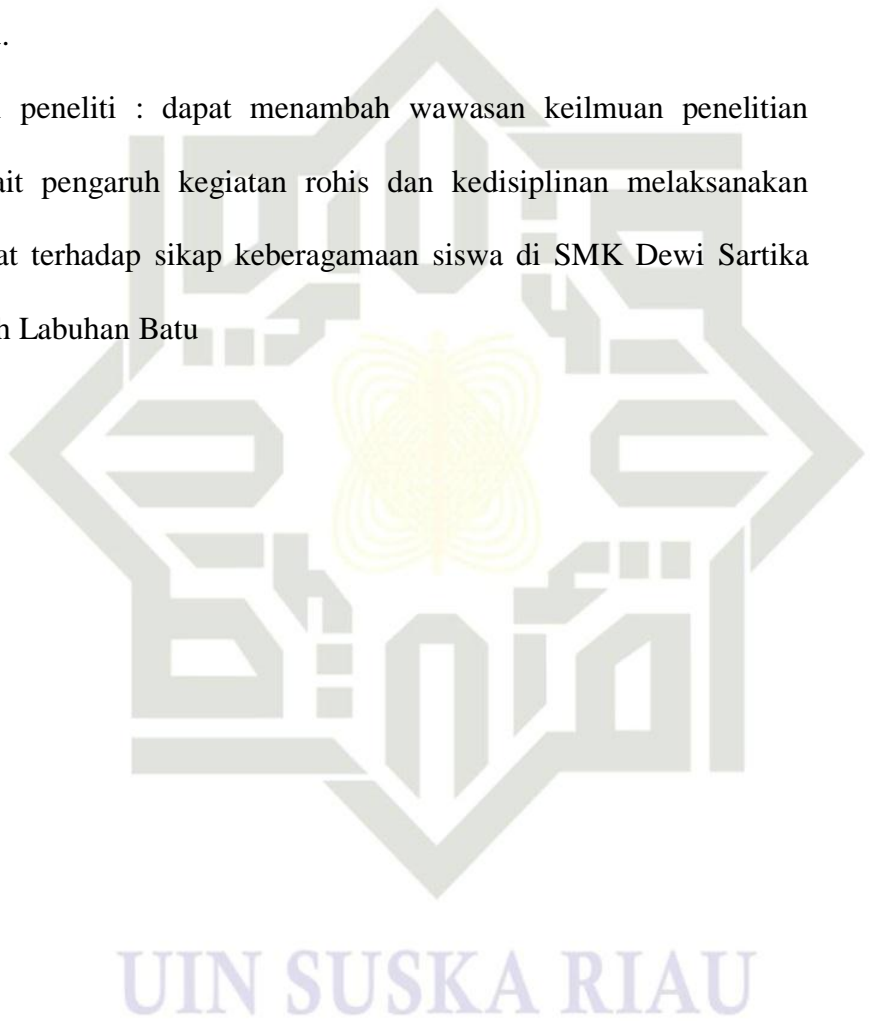 .
peneliti : dapat menambah wawasan keilmuan penelitian
ait pengaruh kegiatan rohis dan kedisiplinan melaksanakan
at terhadap sikap keberagamaan siswa di SMK Dewi Sartika
h Labuhan Batu
UIN SUSKA RIAU